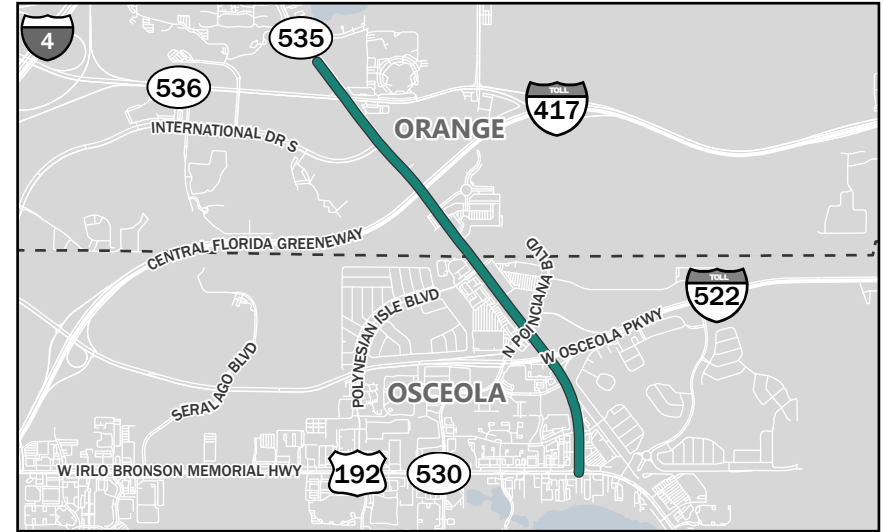 4
535
536
TOLL
417
ORANGE
INTERNATIONAL DR S
CENTRAL FLORIDA GREENEWAY
N POINCIANA BLVD
TOLL
522
POLYNESIAN ISLE BLVD
W OSCEOLA PKWY
SERALAGO BLVD
OSCEOLA
W IRLO BRONSON MEMORIAL HWY
192
530